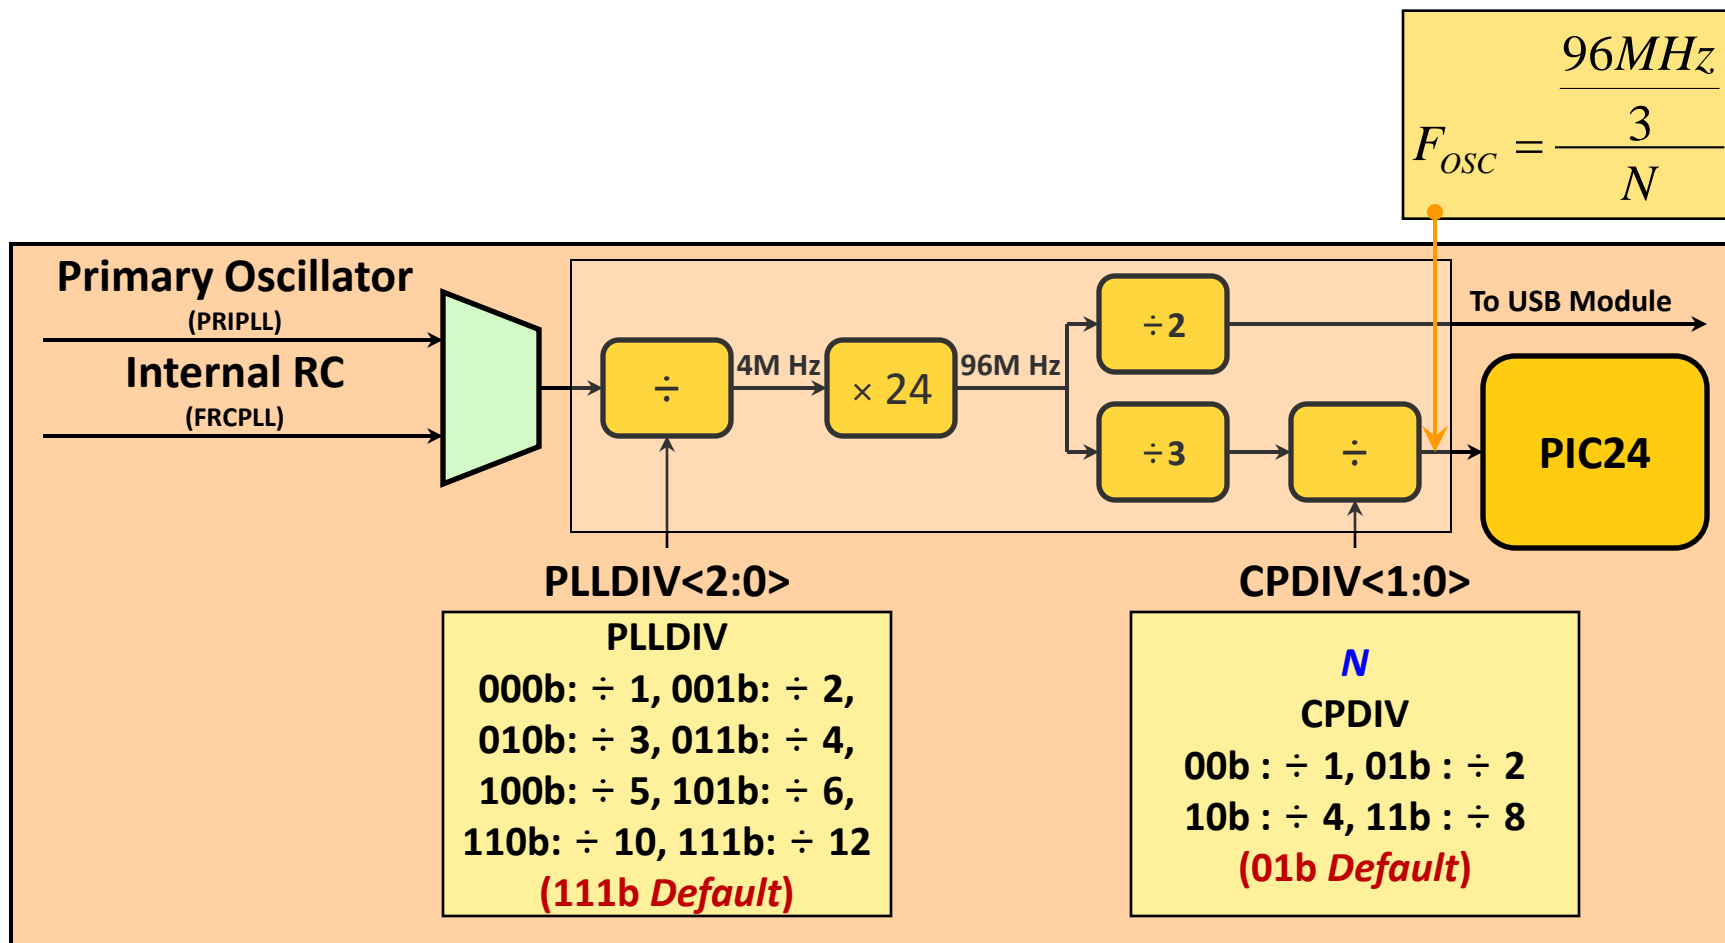 96MHz
3
F_OSC =
N
Primary Oscillator
(PRIPLL)
Internal RC
(FRCPLL)
÷
4M Hz
× 24
96M Hz
÷2
÷3
÷
To USB Module
PIC24
PLLDIV<2:0>
CPDIV<1:0>
PLLDIV
000b: ÷ 1, 001b: ÷ 2,
010b: ÷ 3, 011b: ÷ 4,
100b: ÷ 5, 101b: ÷ 6,
110b: ÷ 10, 111b: ÷ 12
(111b Default)
N
CPDIV
00b : ÷ 1, 01b : ÷ 2
10b : ÷ 4, 11b : ÷ 8
(01b Default)